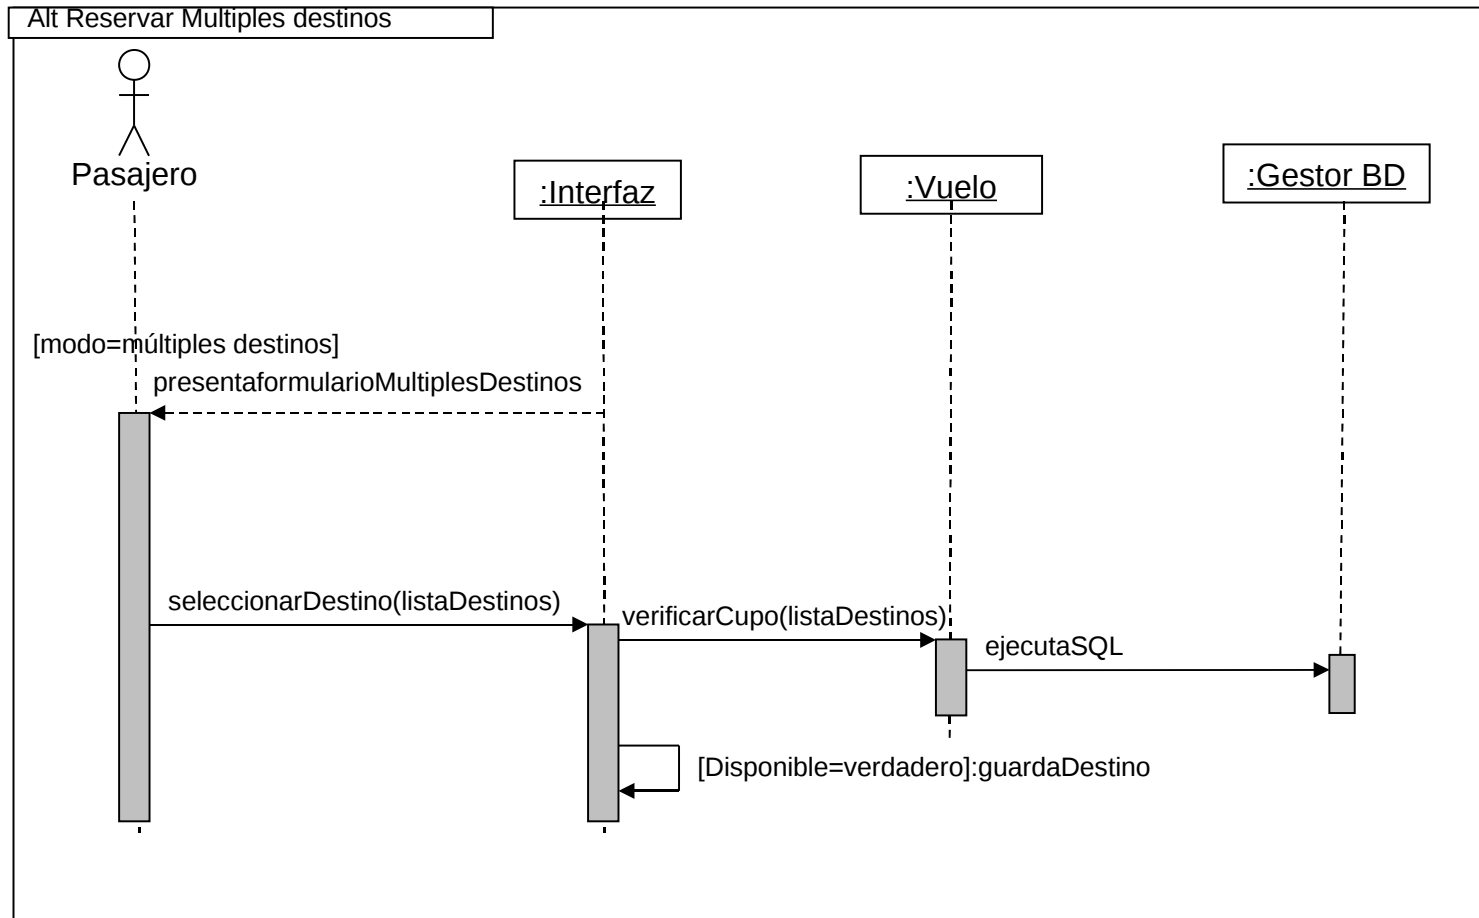 Alt Reservar Multiples destinos
Pasajero
:Interfaz
:Vuelo
:Gestor BD
[modo=múltiples destinos]
presentaformularioMultiplesDestinos
seleccionarDestino(listaDestinos)
verificarCupo(listaDestinos)
ejecutaSQL
[Disponible=verdadero]:guardaDestino